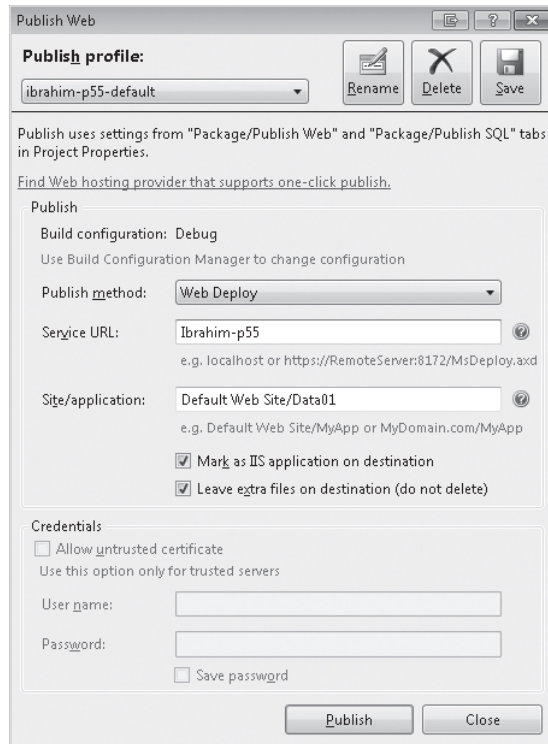 Publish Web
Publish profile:
ibrahim-p55-default
Rename
Delete
Save
Publish uses settings from "Package/Publish Web" and "Package/Publish SQL" tabs
in Project Properties.
Find Web hosting provider that supports one-click publish.
Publish
Build configuration: Debug
Use Build Configuration Manager to change configuration
Publish method: Web Deploy
Service URL: Ibrahim-p55
e.g. localhost or https://RemoteServer:8172/MsDeploy.axd
Site/application: Default Web Site/Data01
e.g. Default Web Site/MyApp or MyDomain.com/MyApp
Mark as IIS application on destination
Leave extra files on destination (do not delete)
Credentials
Allow untrusted certificate
Use this option only for trusted servers
User name:
Password:
Save password
Publish Close